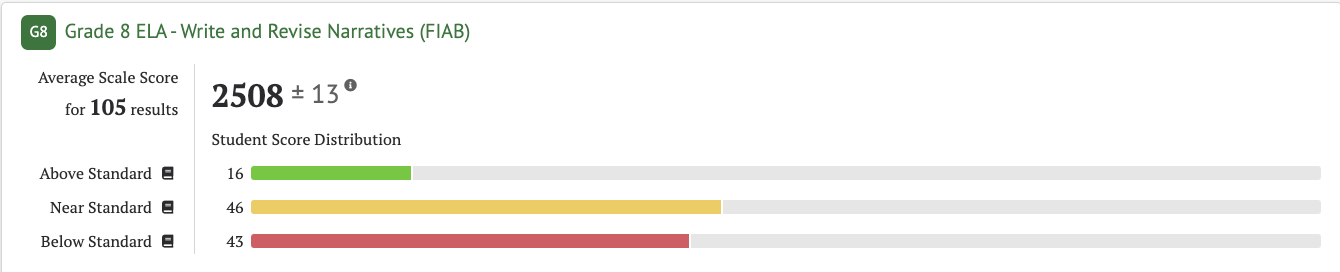 G8 Grade 8 ELA - Write and Revise Narratives (FIAB)
Average Scale Score
for 105 results
2508 ± 13
Student Score Distribution
Above Standard 16
Near Standard 46
Below Standard 43